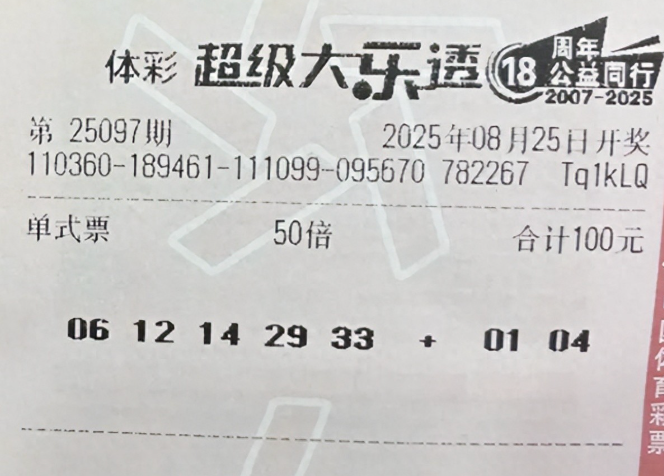 体彩 超级大乐透 18 周年公益同行 2007-2025
第 25097期 2025年08月25日开奖
110360-189461-111099-095670 782267 Tq1kLQ
单式票 50倍 合计100元
06 12 14 29 33 + 01 04
体育彩票